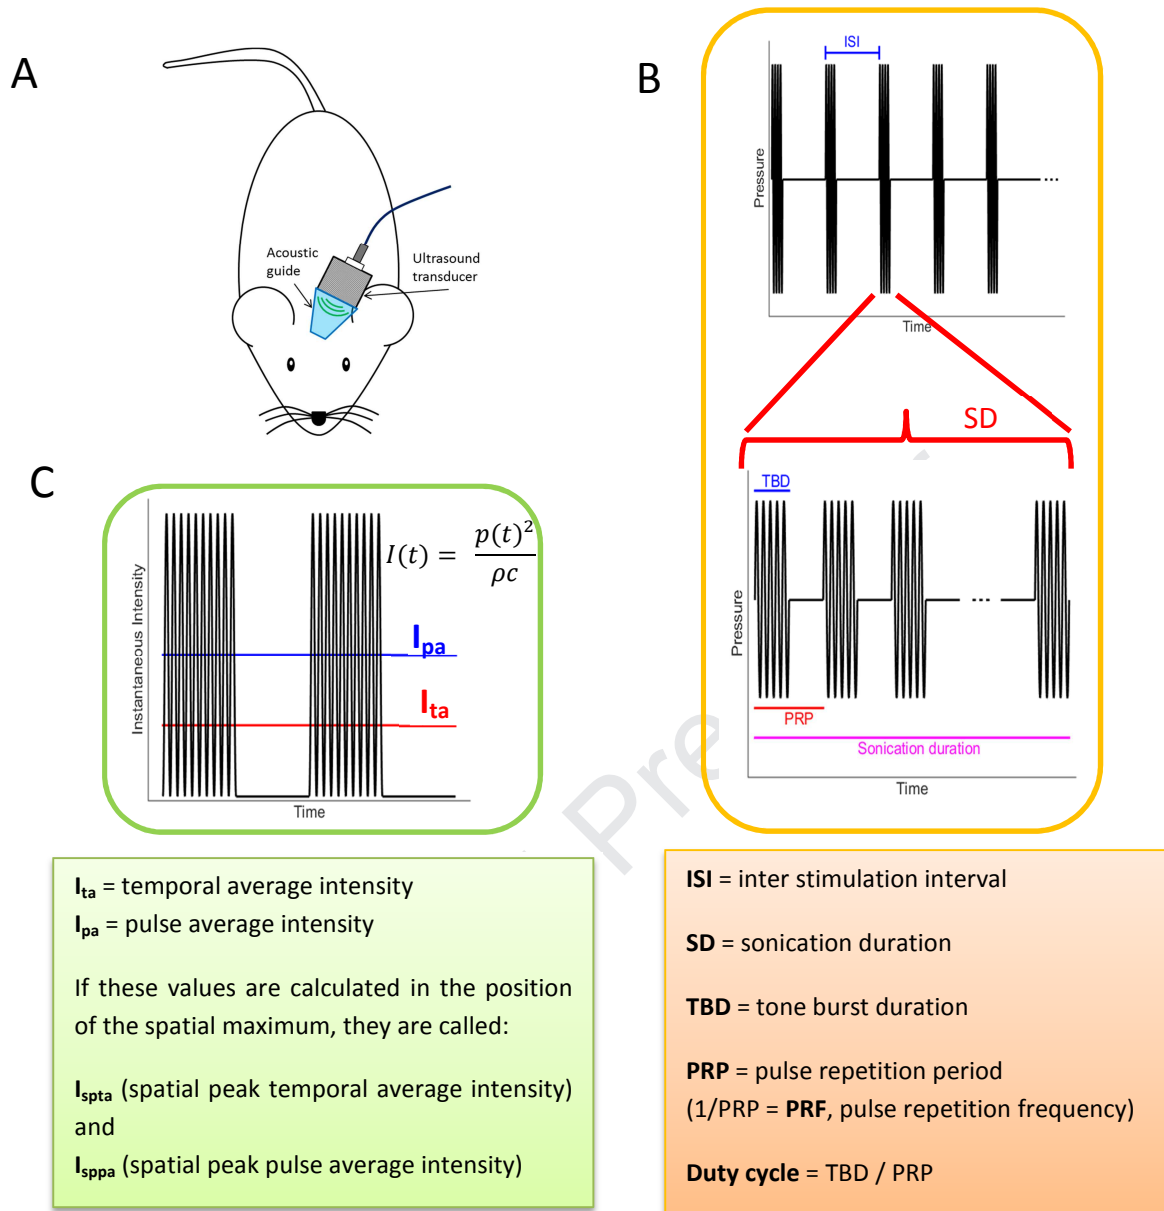 A
Acoustic
guide
Ultrasound
transducer
B
ISI
Pressure
Time
SD
TBD
Pressure
PRP
Sonication duration
Time
C
Instantaneous Intensity
I(t) = p(t)²/ρc
Ipa
Ita
Time
Pre
Ita = temporal average intensity
Ipa = pulse average intensity
If these values are calculated in the position
of the spatial maximum, they are called:
Ispta (spatial peak temporal average intensity)
and
Isppa (spatial peak pulse average intensity)
ISI = inter stimulation interval
SD = sonication duration
TBD = tone burst duration
PRP = pulse repetition period
(1/PRP = PRF, pulse repetition frequency)
Duty cycle = TBD / PRP